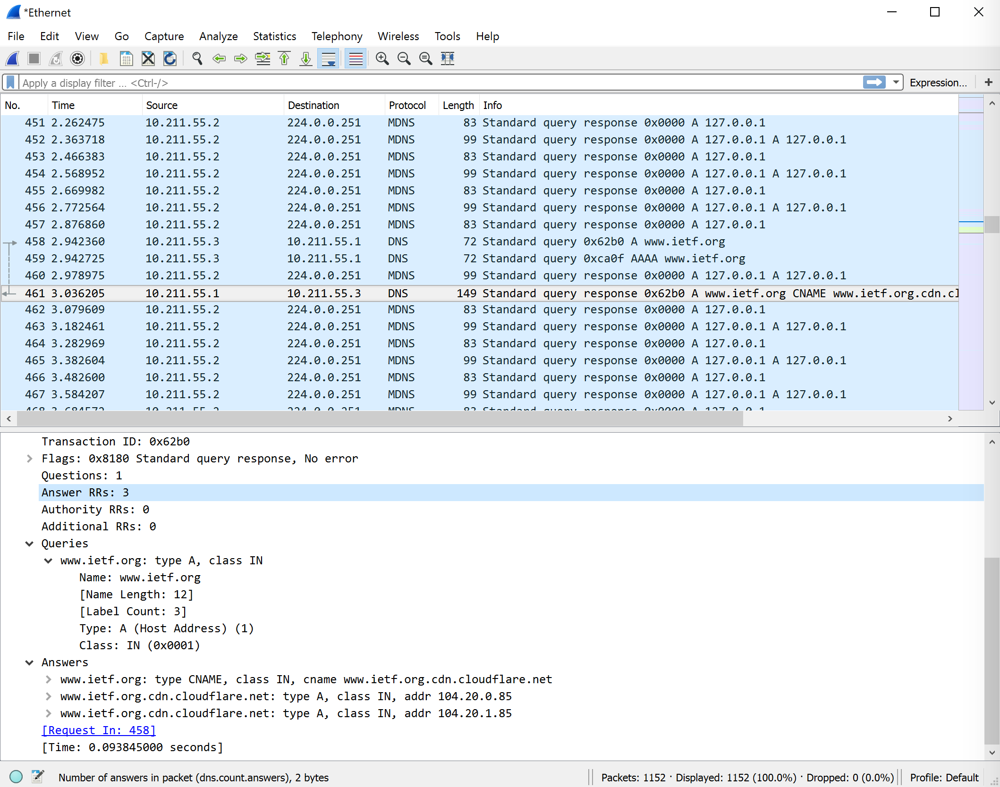 *Ethernet
File Edit View Go Capture Analyze Statistics Telephony Wireless Tools Help
Apply a display filter ... <Ctrl-/> Expression... +
No. Time Source Destination Protocol Length Info
451 2.262475 10.211.55.2 224.0.0.251 MDNS 83 Standard query response 0x0000 A 127.0.0.1
452 2.363718 10.211.55.2 224.0.0.251 MDNS 99 Standard query response 0x0000 A 127.0.0.1 A 127.0.0.1
453 2.466383 10.211.55.2 224.0.0.251 MDNS 83 Standard query response 0x0000 A 127.0.0.1
454 2.568952 10.211.55.2 224.0.0.251 MDNS 99 Standard query response 0x0000 A 127.0.0.1 A 127.0.0.1
455 2.669982 10.211.55.2 224.0.0.251 MDNS 83 Standard query response 0x0000 A 127.0.0.1
456 2.772564 10.211.55.2 224.0.0.251 MDNS 99 Standard query response 0x0000 A 127.0.0.1 A 127.0.0.1
457 2.876860 10.211.55.2 224.0.0.251 MDNS 83 Standard query response 0x0000 A 127.0.0.1
458 2.942360 10.211.55.3 10.211.55.1 DNS 72 Standard query 0x62b0 A www.ietf.org
459 2.942725 10.211.55.3 10.211.55.1 DNS 72 Standard query 0xca0f AAAA www.ietf.org
460 2.978975 10.211.55.2 224.0.0.251 MDNS 99 Standard query response 0x0000 A 127.0.0.1 A 127.0.0.1
461 3.036205 10.211.55.1 10.211.55.3 DNS 149 Standard query response 0x62b0 A www.ietf.org CNAME www.ietf.org.cdn.cl
462 3.079609 10.211.55.2 224.0.0.251 MDNS 83 Standard query response 0x0000 A 127.0.0.1
463 3.182461 10.211.55.2 224.0.0.251 MDNS 99 Standard query response 0x0000 A 127.0.0.1 A 127.0.0.1
464 3.282969 10.211.55.2 224.0.0.251 MDNS 83 Standard query response 0x0000 A 127.0.0.1
465 3.382604 10.211.55.2 224.0.0.251 MDNS 99 Standard query response 0x0000 A 127.0.0.1 A 127.0.0.1
466 3.482600 10.211.55.2 224.0.0.251 MDNS 83 Standard query response 0x0000 A 127.0.0.1
467 3.584207 10.211.55.2 224.0.0.251 MDNS 99 Standard query response 0x0000 A 127.0.0.1 A 127.0.0.1
Transaction ID: 0x62b0
Flags: 0x8180 Standard query response, No error
Questions: 1
Answer RRs: 3
Authority RRs: 0
Additional RRs: 0
Queries
www.ietf.org: type A, class IN
Name: www.ietf.org
[Name Length: 12]
[Label Count: 3]
Type: A (Host Address) (1)
Class: IN (0x0001)
Answers
www.ietf.org: type CNAME, class IN, cname www.ietf.org.cdn.cloudflare.net
www.ietf.org.cdn.cloudflare.net: type A, class IN, addr 104.20.0.85
www.ietf.org.cdn.cloudflare.net: type A, class IN, addr 104.20.1.85
[Request In: 458]
[Time: 0.093845000 seconds]
Number of answers in packet (dns.count.answers), 2 bytes Packets: 1152 · Displayed: 1152 (100.0%) · Dropped: 0 (0.0%) Profile: Default